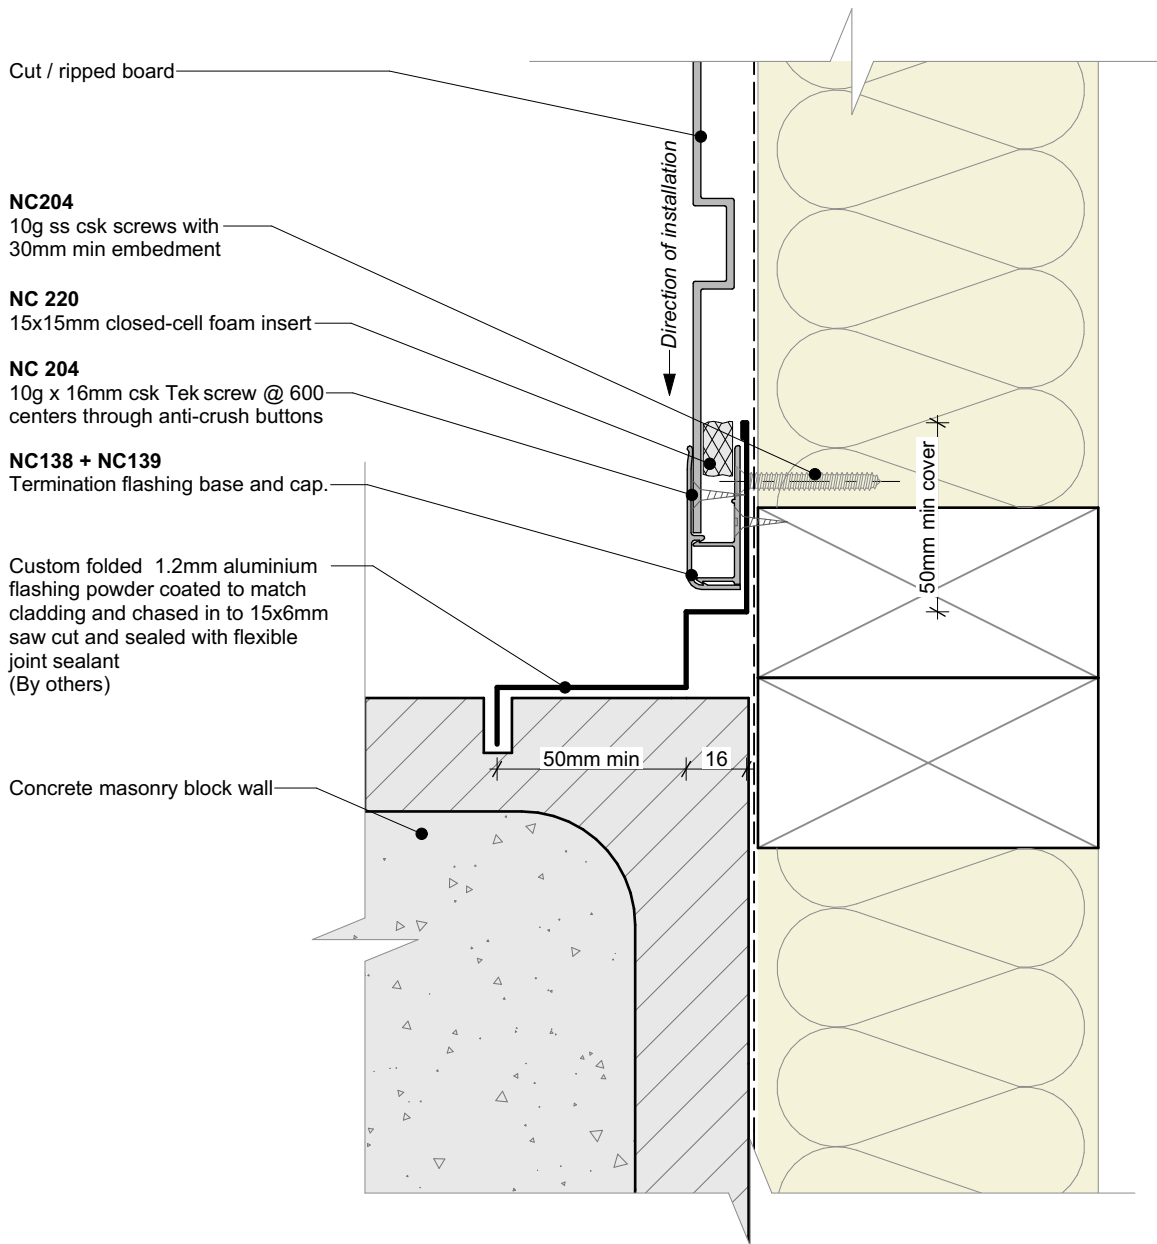 Cut / ripped board
NC204
10g ss csk screws with
30mm min embedment
NC 220
15x15mm closed-cell foam insert
NC 204
10g x 16mm csk Tek screw @ 600
centers through anti-crush buttons
NC138 + NC139
Termination flashing base and cap.
Custom folded 1.2mm aluminium
flashing powder coated to match
cladding and chased in to 15x6mm
saw cut and sealed with flexible
joint sealant
(By others)
Concrete masonry block wall
Direction of installation
50mm min cover
50mm min
16